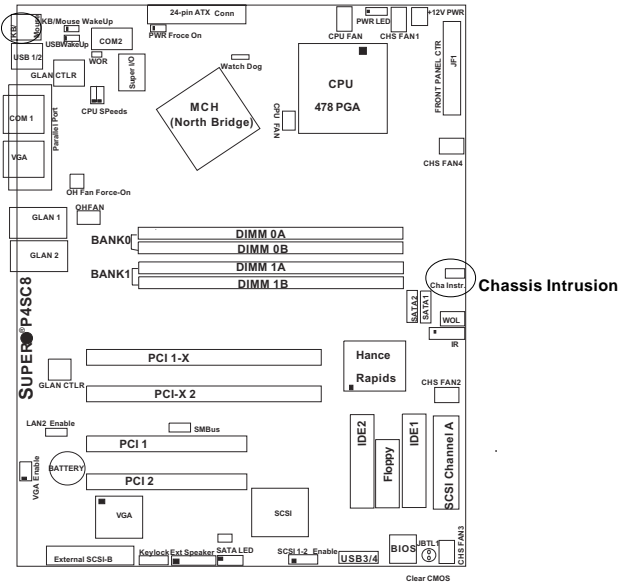 24-pin ATX Conn
KB/
Mouse
KB/Mouse WakeUp
USBWakeUp
USB 1/2
COM2
WOR
GLAN CTLR
Super I/O
PWR Froce On
CPU SPeeds
Watch Dog
MCH
(North Bridge)
CPU FAN
PWR LED
CHS FAN1
+12V PWR
FRONT PANEL CTR
JF1
CPU
478 PGA
CPU FAN
CHS FAN4
COM 1
VGA
Parallel Port
OH Fan Force-On
OHFAN
GLAN 1
GLAN 2
BANK0
DIMM 0A
DIMM 0B
BANK1
DIMM 1A
DIMM 1B
Cha Instr.
Chassis Intrusion
SATA2
SATA1
WOL
IR
SUPER® P4SC8
PCI 1-X
PCI-X 2
GLAN CTLR
Hance
Rapids
CHS FAN2
LAN2 Enable
SMBus
PCI 1
PCI 2
VGA Enable
BATTERY
IDE2
Floppy
IDE1
SCSI Channel A
VGA
SCSI
External SCSI-B
Keylock
Ext Speaker
SATA LED
SCSI 1-2 Enable
USB3/4
BIOS
JBTL1
CHS FAN3
Clear CMOS